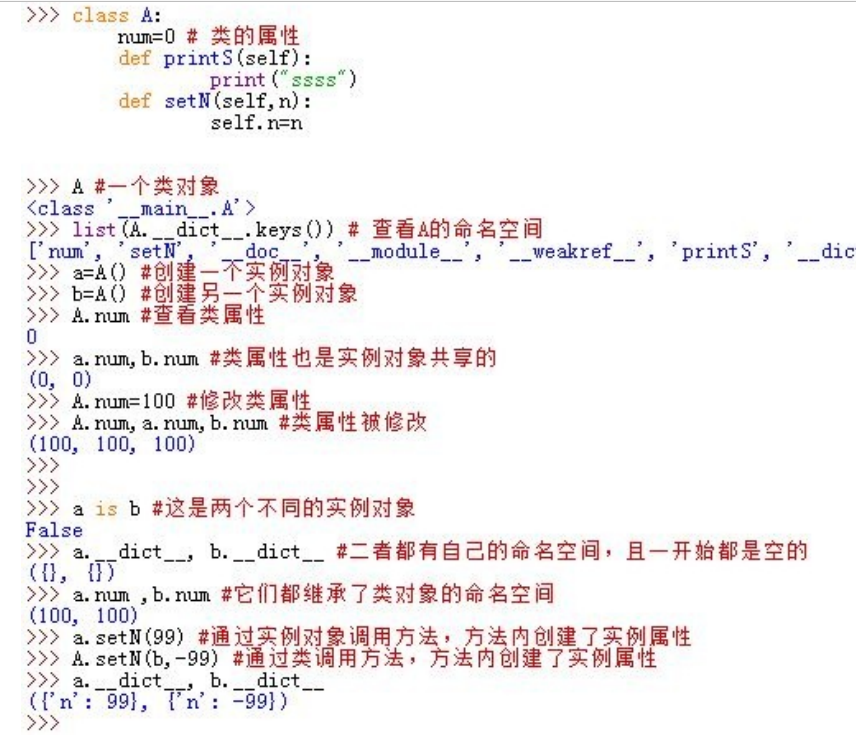 >>> class A:
        num=0 # 类的属性
        def printS(self):
                print("ssss")
        def setN(self,n):
                self.n=n
>>> A #一个类对象
<class '__main__.A'>
>>> list(A.__dict__.keys()) # 查看A的命名空间
['num', 'setN', '__doc__', '__module__', '__weakref__', 'printS', '__dic
>>> a=A() #创建一个实例对象
>>> b=A() #创建另一个实例对象
>>> A.num #查看类属性
0
>>> a.num,b.num #类属性也是实例对象共享的
(0, 0)
>>> A.num=100 #修改类属性
>>> A.num,a.num,b.num #类属性被修改
(100, 100, 100)
>>>
>>>
>>> a is b #这是两个不同的实例对象
False
>>> a.__dict__, b.__dict__ #二者都有自己的命名空间，且一开始都是空的
({}, {})
>>> a.num ,b.num #它们都继承了类对象的命名空间
(100, 100)
>>> a.setN(99) #通过实例对象调用方法，方法内创建了实例属性
>>> A.setN(b,-99) #通过类调用方法，方法内创建了实例属性
>>> a.__dict__, b.__dict__
({'n': 99}, {'n': -99})
>>>